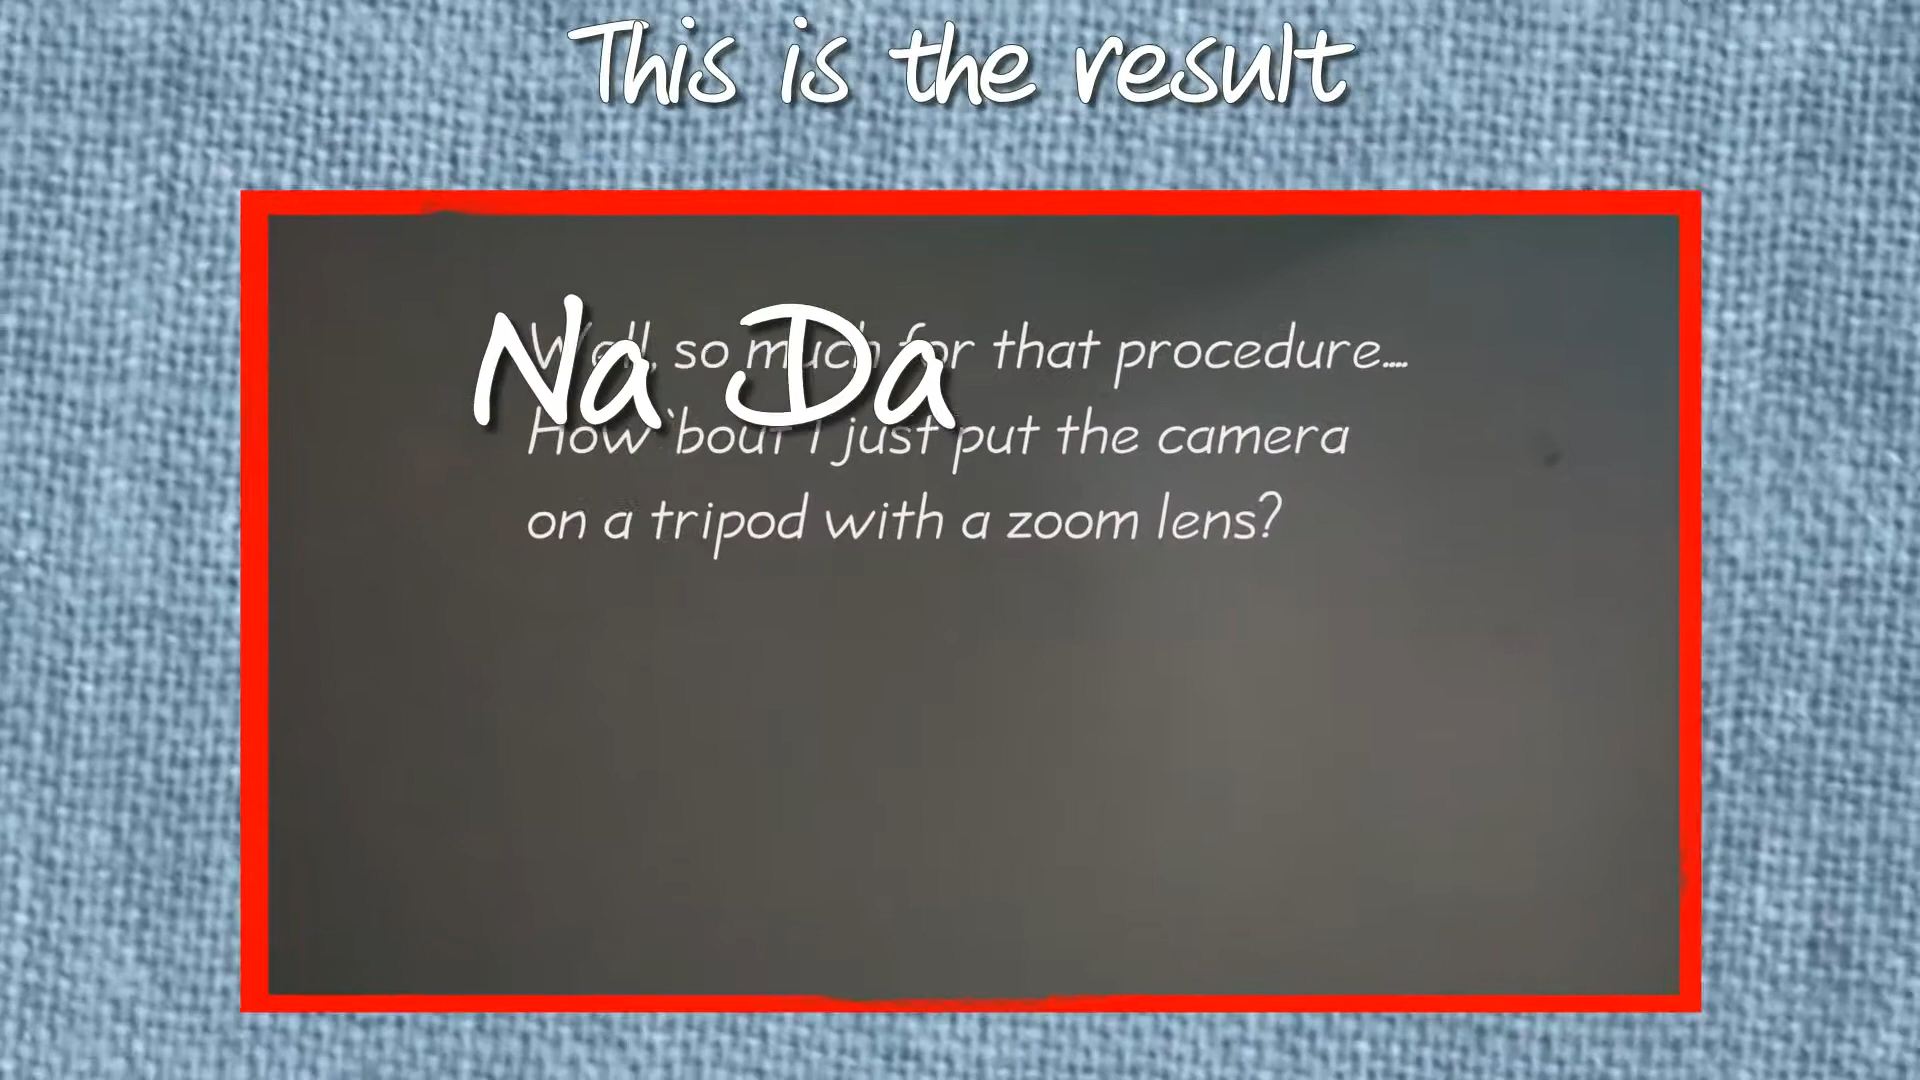 This is the result
Na Da
Well, so much for that procedure....
How 'bout I just put the camera
on a tripod with a zoom lens?